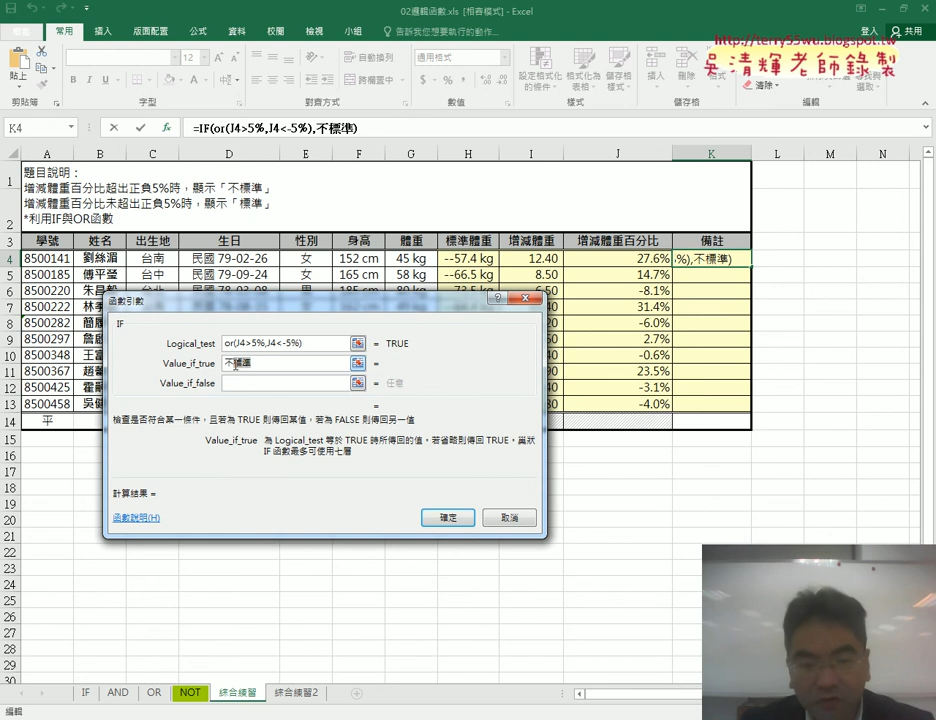 02邏輯函數.xls [相容模式] - Excel
常用 插入 版面配置 公式 資料 校閱 檢視 小組 告訴我您想要執行的動作... 登入 共用
http://terry55wu.blogspot.tw
吳清輝老師錄製
貼上 12 自動換列 通用格式 設定格式化的條件 格式化為表格 儲存格樣式 插入 刪除
跨欄置中 清除
剪貼簿 字型 對齊方式 數值 樣式 儲存格 編輯
K4 =IF(or(J4>5%,J4<-5%),不標準)
A B C D E F G H I J K L M N
題目說明：
增減體重百分比超出正負5%時，顯示「不標準」
增減體重百分比未超出正負5%時，顯示「標準」
*利用IF與OR函數
學號 姓名 出生地 生日 性別 身高 體重 標準體重 增減體重 增減體重百分比 備註
8500141 劉絲湄 台南 民國 79-02-26 女 152 cm 45 kg --57.4 kg 12.40 27.6% %),不標準)
8500185 傅平瑩 台中 民國 79-09-24 女 165 cm 58 kg --66.5 kg 8.50 14.7%
8500220 朱 -8.1%
8500222 林 31.4%
8500282 簡 -6.0%
8500297 詹 2.7%
8500348 王 -0.6%
8500367 趙 23.5%
8500425 霍 -3.1%
8500458 吳 -4.0%
平
函數引數
IF
Logical_test or(J4>5%,J4<-5%) = TRUE
Value_if_true 不標準 =
Value_if_false = 任意
=
檢查是否符合某一條件，且若為 TRUE 則傳回某值，若為 FALSE 則傳回另一值
Value_if_true 為 Logical_test 等於 TRUE 時所傳回的值。若省略則傳回 TRUE。巢狀
IF 函數最多可使用七層
計算結果 =
函數說明(H) 確定 取消
IF AND OR NOT 綜合練習 綜合練習2
編輯